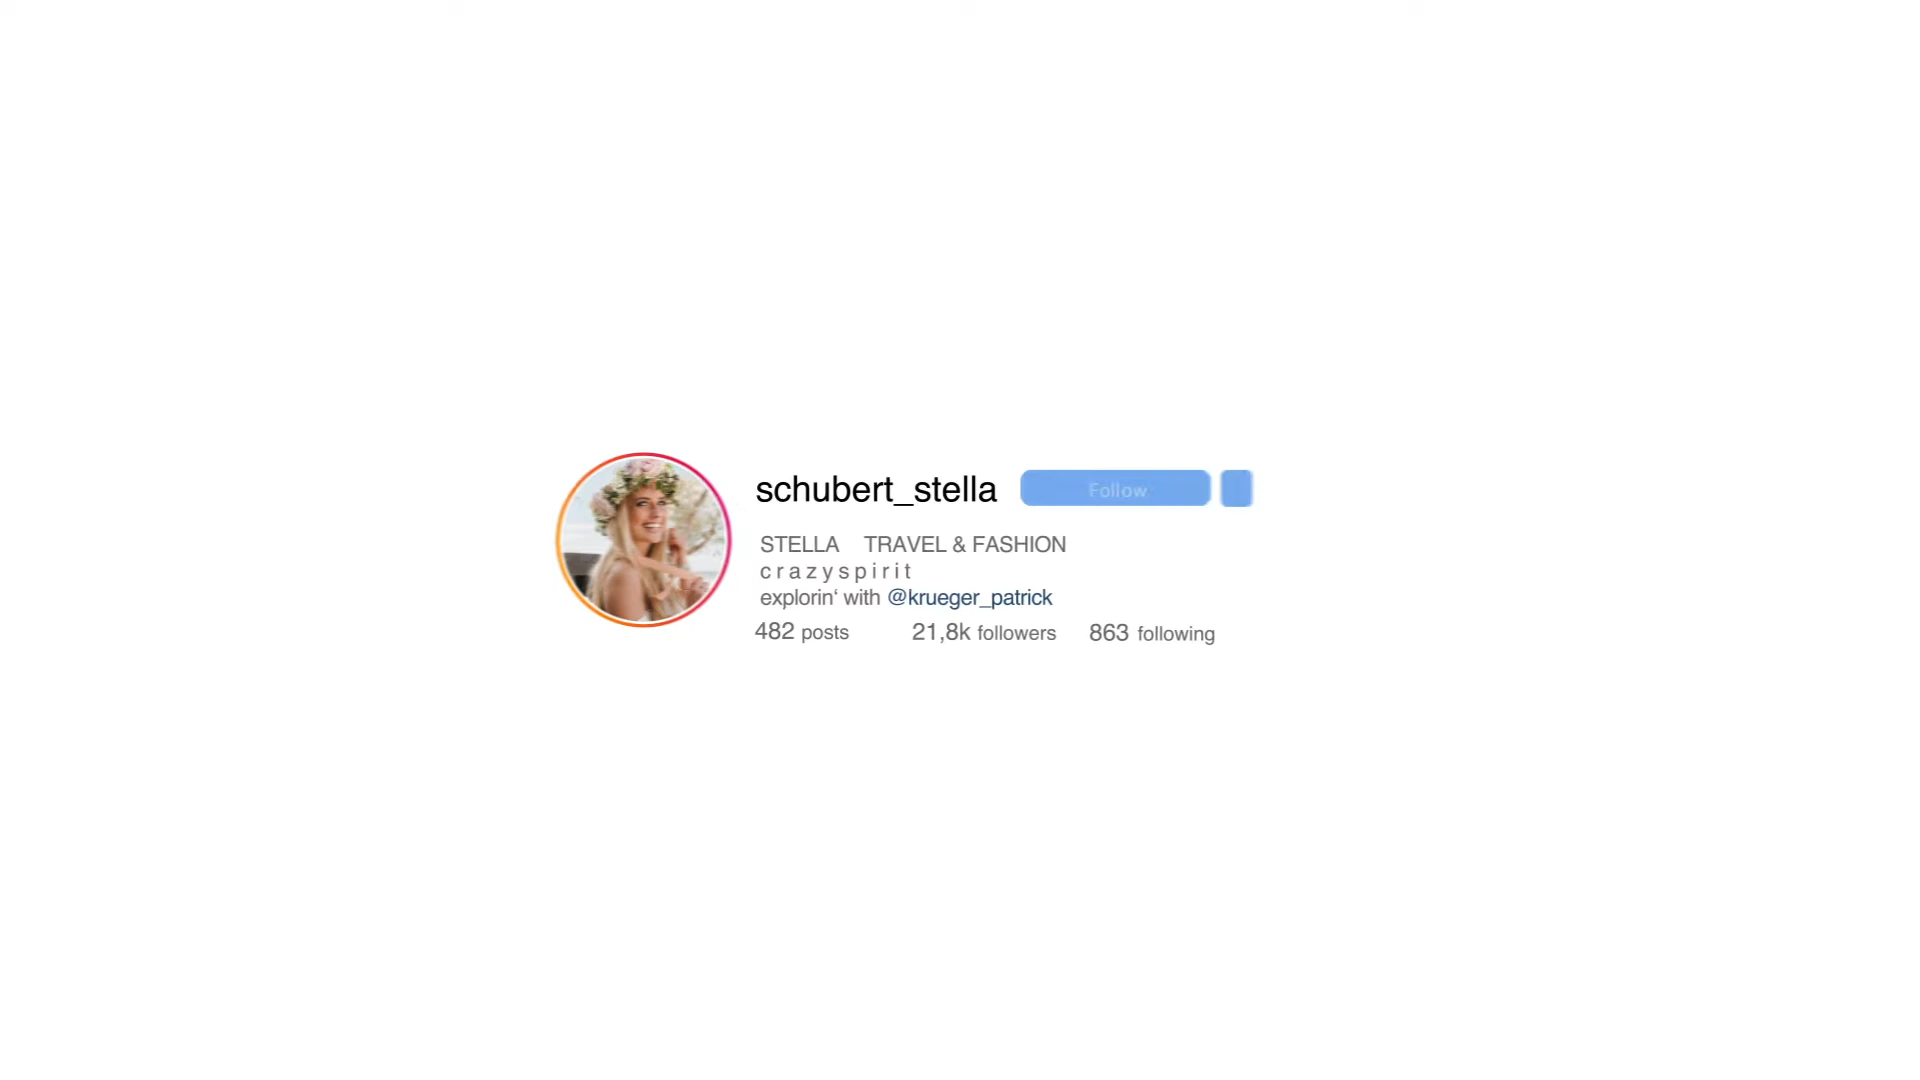 schubert_stella Follow
STELLA TRAVEL & FASHION
c r a z y s p i r i t
explorin‘ with @krueger_patrick
482 posts 21,8k followers 863 following